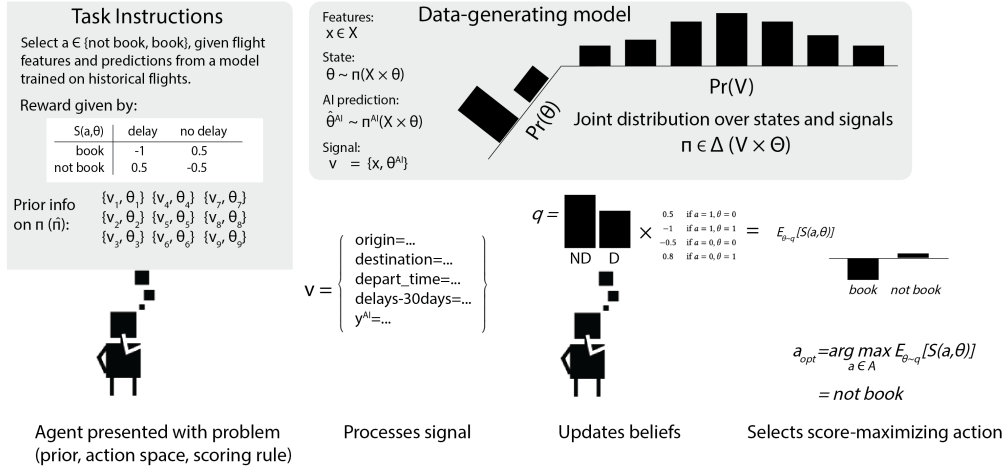 Task Instructions
Select a ∈ {not book, book}, given flight
features and predictions from a model
trained on historical flights.
Reward given by:
S(a,θ) delay no delay
book -1 0.5
not book 0.5 -0.5
Prior info
on π (π̂):
{v₁, θ₁} {v₄, θ₄} {v₇, θ₇}
{v₂, θ₂} {v₅, θ₅} {v₈, θ₈}
{v₃, θ₃} {v₆, θ₆} {v₉, θ₉}
Data-generating model
Features:
x ∈ X
State:
θ ~ π(X × θ)
AI prediction:
θ̂ᴬᴵ ~ πᴬᴵ(X × θ)
Signal:
v = {x, θᴬᴵ}
Pr(θ)
Pr(V)
Joint distribution over states and signals
π ∈ Δ (V × Θ)
v =
origin=...
destination=...
depart_time=...
delays-30days=...
yᴬᴵ=...
q =
ND D
×
0.5 if a = 1, θ = 0
−1 if a = 1, θ = 1
−0.5 if a = 0, θ = 0
0.8 if a = 0, θ = 1
=
E_θ~q[S(a,θ)]
book not book
a_opt = arg max E_θ~q[S(a,θ)]
a ∈ A
= not book
Agent presented with problem
(prior, action space, scoring rule)
Processes signal
Updates beliefs
Selects score-maximizing action